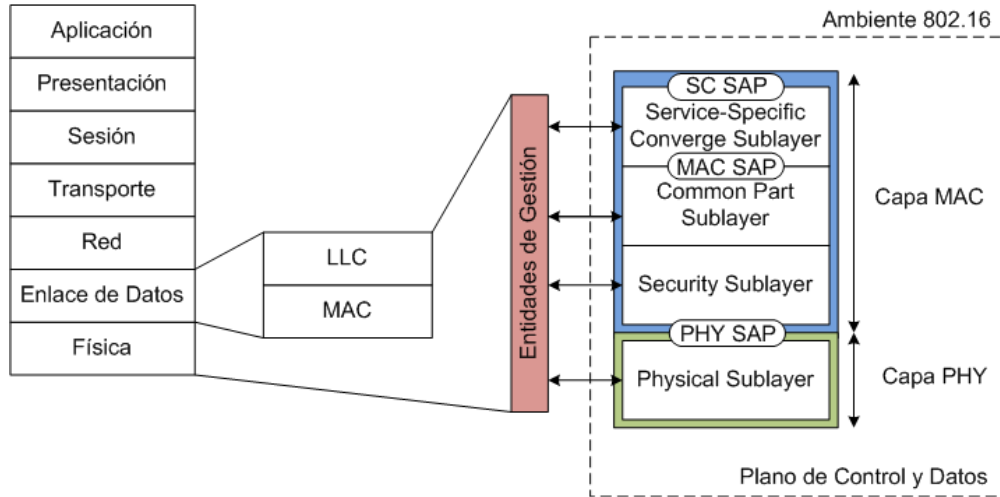 Aplicación
Presentación
Sesión
Transporte
Red
Enlace de Datos
Física
LLC
MAC
Entidades de Gestión
Ambiente 802.16
SC SAP
Service-Specific
Converge Sublayer
MAC SAP
Common Part
Sublayer
Security Sublayer
PHY SAP
Physical Sublayer
Capa MAC
Capa PHY
Plano de Control y Datos